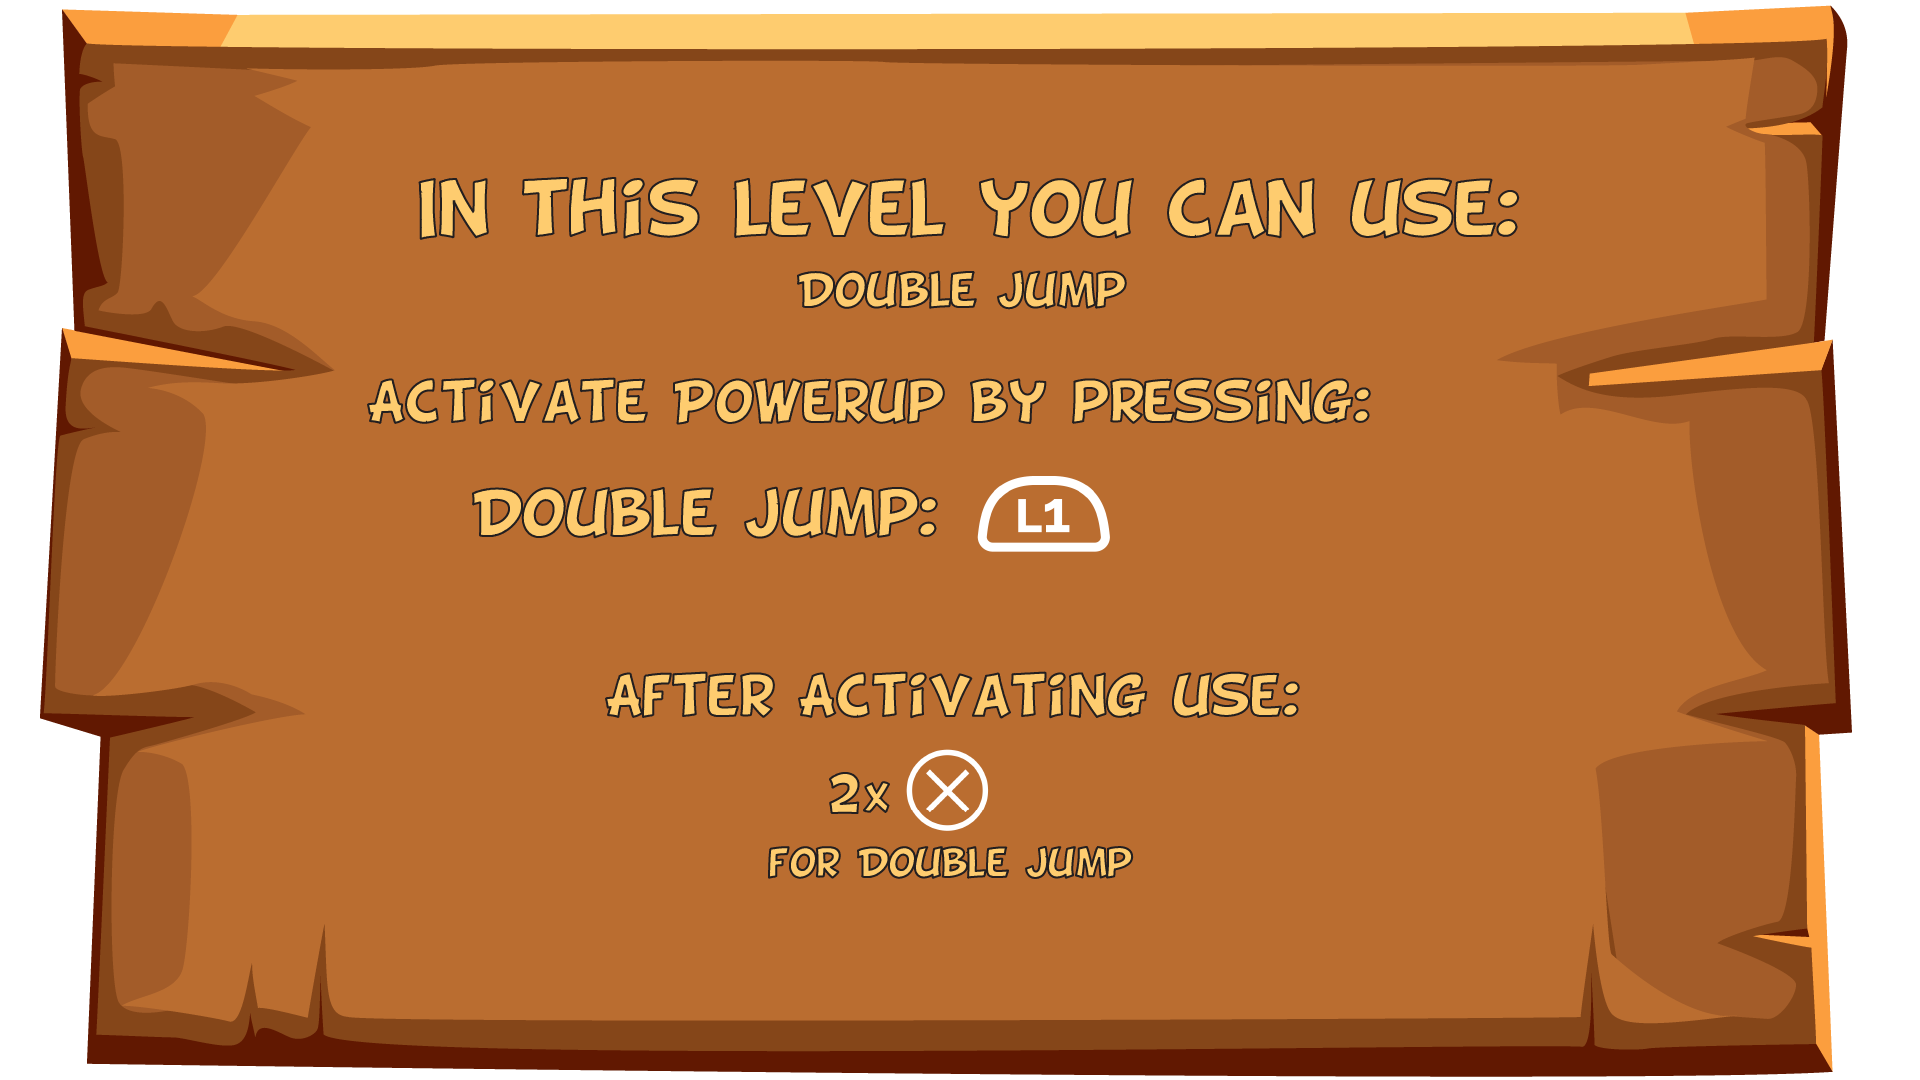 IN THIS LEVEL YOU CAN USE:
DOUBLE JUMP
ACTIVATE POWERUP BY PRESSING:
DOUBLE JUMP: L1
AFTER ACTIVATING USE:
2x
FOR DOUBLE JUMP